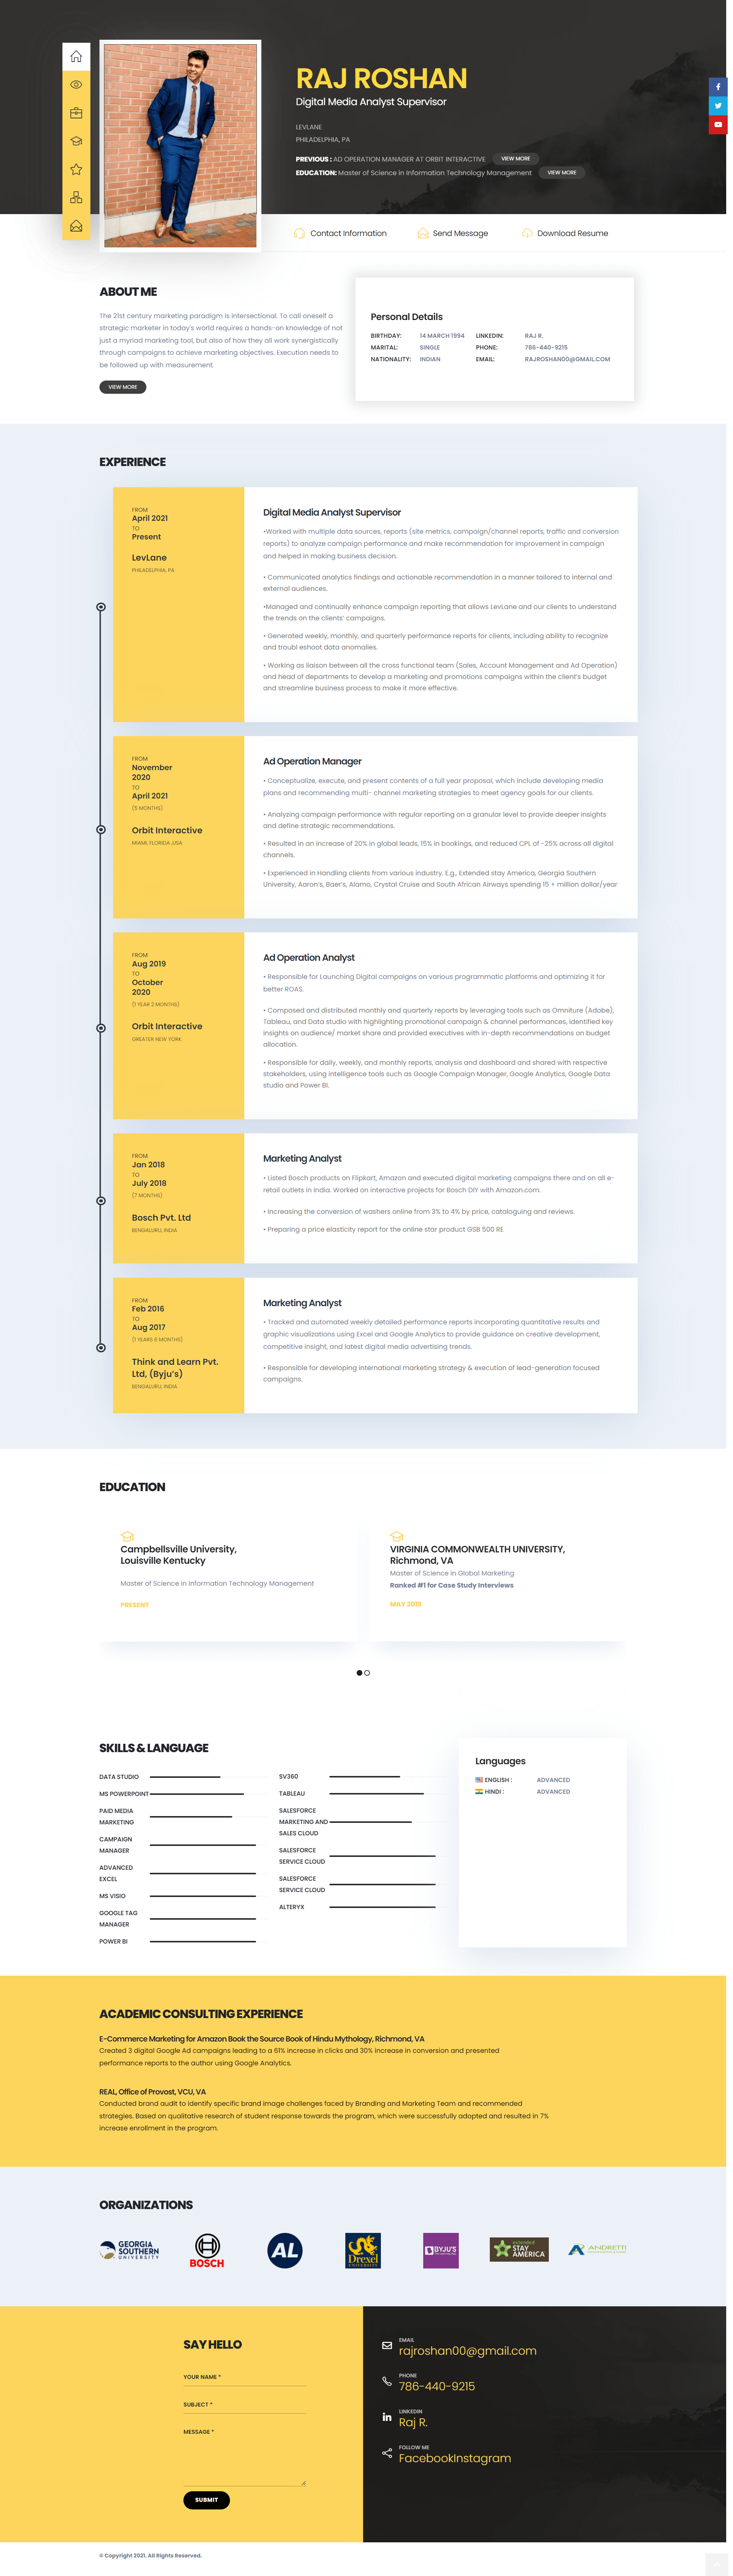 RAJ ROSHAN
Digital Media Analyst Supervisor
LEVLANE
PHILADELPHIA, PA
PREVIOUS : AD OPERATION MANAGER AT ORBIT INTERACTIVE VIEW MORE
EDUCATION: Master of Science in Information Technology Management VIEW MORE
Contact Information
Send Message
Download Resume
ABOUT ME
The 21st century marketing paradigm is intersectional. To call oneself a
strategic marketer in today's world requires a hands-on knowledge of not
just a myriad marketing tool, but also of how they all work synergistically
through campaigns to achieve marketing objectives. Execution needs to
be followed up with measurement.
VIEW MORE
Personal Details
BIRTHDAY: 14 MARCH 1994
MARITAL: SINGLE
NATIONALITY: INDIAN
LINKEDIN: RAJ R.
PHONE: 786-440-9215
EMAIL: RAJROSHAN00@GMAIL.COM
EXPERIENCE
FROM
April 2021
TO
Present
LevLane
PHILADELPHIA, PA
Digital Media Analyst Supervisor
•Worked with multiple data sources, reports (site metrics, campaign/channel reports, traffic and conversion
reports) to analyze campaign performance and make recommendation for improvement in campaign
and helped in making business decision.
• Communicated analytics findings and actionable recommendation in a manner tailored to internal and
external audiences.
•Managed and continually enhance campaign reporting that allows LevLane and our clients to understand
the trends on the clients' campaigns.
• Generated weekly, monthly, and quarterly performance reports for clients, including ability to recognize
and troubl eshoot data anomalies.
• Working as liaison between all the cross functional team (Sales, Account Management and Ad Operation)
and head of departments to develop a marketing and promotions campaigns within the client's budget
and streamline business process to make it more effective.
FROM
November
2020
TO
April 2021
(5 MONTHS)
Orbit Interactive
MIAMI, FLORIDA ,USA
Ad Operation Manager
• Conceptualize, execute, and present contents of a full year proposal, which include developing media
plans and recommending multi- channel marketing strategies to meet agency goals for our clients.
• Analyzing campaign performance with regular reporting on a granular level to provide deeper insights
and define strategic recommendations.
• Resulted in an increase of 20% in global leads, 15% in bookings, and reduced CPL of -25% across all digital
channels.
• Experienced in Handling clients from various industry. E.g., Extended stay America, Georgia Southern
University, Aaron's, Baer's, Alamo, Crystal Cruise and South African Airways spending 15 + million dollar/year
FROM
Aug 2019
TO
October
2020
(1 YEAR 2 MONTHS)
Orbit Interactive
GREATER NEW YORK
Ad Operation Analyst
• Responsible for Launching Digital campaigns on various programmatic platforms and optimizing it for
better ROAS.
• Composed and distributed monthly and quarterly reports by leveraging tools such as Omniture (Adobe),
Tableau, and Data studio with highlighting promotional campaign & channel performances, identified key
insights on audience/ market share and provided executives with in-depth recommendations on budget
allocation.
• Responsible for daily, weekly, and monthly reports, analysis and dashboard and shared with respective
stakeholders, using intelligence tools such as Google Campaign Manager, Google Analytics, Google Data
studio and Power BI.
FROM
Jan 2018
TO
July 2018
(7 MONTHS)
Bosch Pvt. Ltd
BENGALURU, INDIA
Marketing Analyst
• Listed Bosch products on Flipkart, Amazon and executed digital marketing campaigns there and on all e-
retail outlets in India. Worked on interactive projects for Bosch DIY with Amazon.com.
• Increasing the conversion of washers online from 3% to 4% by price, cataloguing and reviews.
• Preparing a price elasticity report for the online star product GSB 500 RE
FROM
Feb 2016
TO
Aug 2017
(1 YEARS 6 MONTHS)
Think and Learn Pvt.
Ltd, (Byju's)
BENGALURU, INDIA
Marketing Analyst
• Tracked and automated weekly detailed performance reports incorporating quantitative results and
graphic visualizations using Excel and Google Analytics to provide guidance on creative development,
competitive insight, and latest digital media advertising trends.
• Responsible for developing international marketing strategy & execution of lead-generation focused
campaigns.
EDUCATION
Campbellsville University,
Louisville Kentucky
Master of Science in Information Technology Management
PRESENT
VIRGINIA COMMONWEALTH UNIVERSITY,
Richmond, VA
Master of Science in Global Marketing
Ranked #1 for Case Study Interviews
MAY 2019
SKILLS & LANGUAGE
DATA STUDIO
MS POWERPOINT
PAID MEDIA
MARKETING
CAMPAIGN
MANAGER
ADVANCED
EXCEL
MS VISIO
GOOGLE TAG
MANAGER
POWER BI
SV360
TABLEAU
SALESFORCE
MARKETING AND
SALES CLOUD
SALESFORCE
SERVICE CLOUD
SALESFORCE
SERVICE CLOUD
ALTERYX
Languages
ENGLISH : ADVANCED
HINDI : ADVANCED
ACADEMIC CONSULTING EXPERIENCE
E-Commerce Marketing for Amazon Book the Source Book of Hindu Mythology, Richmond, VA
Created 3 digital Google Ad campaigns leading to a 61% increase in clicks and 30% increase in conversion and presented
performance reports to the author using Google Analytics.
REAL, Office of Provost, VCU, VA
Conducted brand audit to identify specific brand image challenges faced by Branding and Marketing Team and recommended
strategies. Based on qualitative research of student response towards the program, which were successfully adopted and resulted in 7%
increase enrollment in the program.
ORGANIZATIONS
GEORGIA
SOUTHERN
UNIVERSITY
BOSCH
AL
Drexel
UNIVERSITY
BYJU'S
extended
STAY
AMERICA
ANDRETTI
SAY HELLO
YOUR NAME *
SUBJECT *
MESSAGE *
SUBMIT
EMAIL
rajroshan00@gmail.com
PHONE
786-440-9215
LINKEDIN
Raj R.
FOLLOW ME
FacebookInstagram
© Copyright 2021. All Rights Reserved.